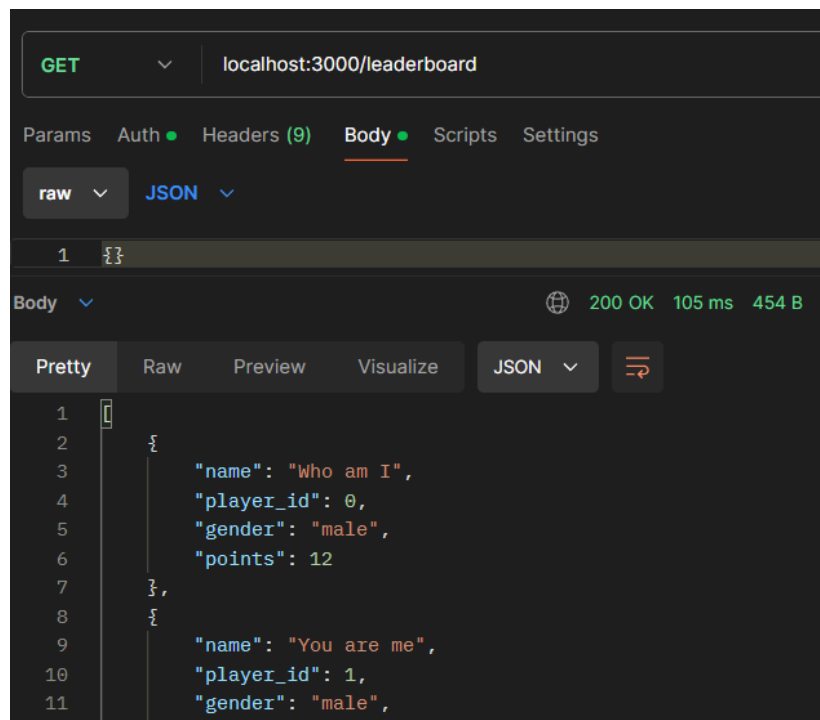 GET localhost:3000/leaderboard
Params Auth Headers (9) Body Scripts Settings
raw JSON
1 {}
Body 200 OK 105 ms 454 B
Pretty Raw Preview Visualize JSON
1 [
2 {
3 "name": "Who am I",
4 "player_id": 0,
5 "gender": "male",
6 "points": 12
7 },
8 {
9 "name": "You are me",
10 "player_id": 1,
11 "gender": "male",